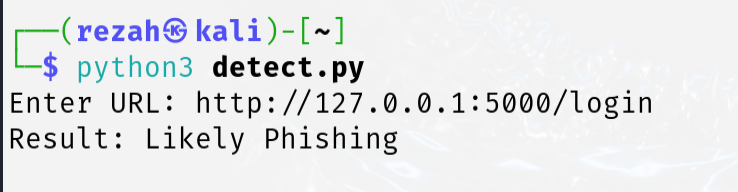 ┌──(rezah㉿kali)-[~]
└─$ python3 detect.py
Enter URL: http://127.0.0.1:5000/login
Result: Likely Phishing